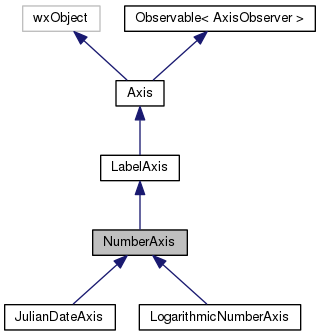 wxObject
Observable< AxisObserver >
Axis
LabelAxis
NumberAxis
JulianDateAxis
LogarithmicNumberAxis